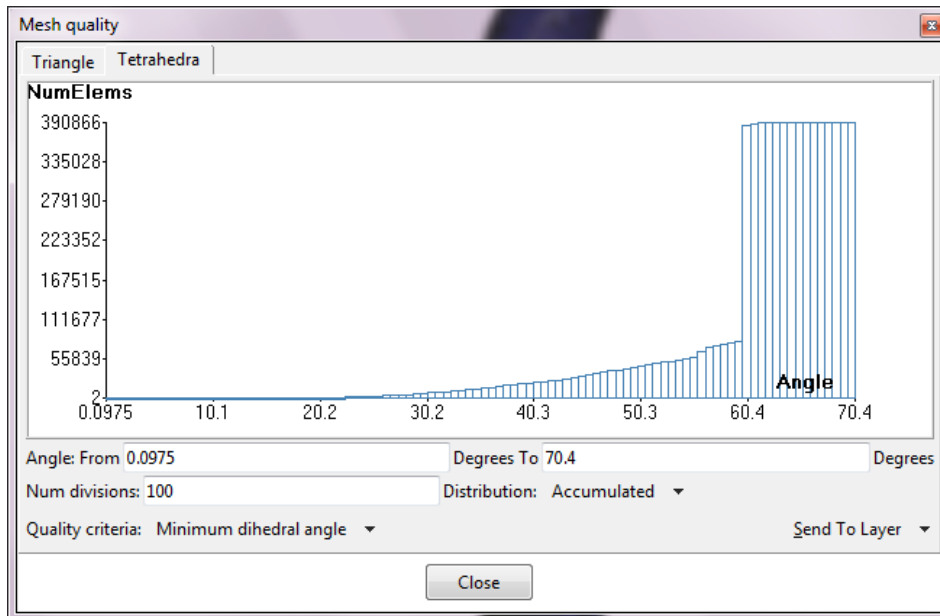 Mesh quality
Triangle Tetrahedra
NumElems
390866
335028
279190
223352
167515
111677
55839
2
Angle
0.0975 10.1 20.2 30.2 40.3 50.3 60.4 70.4
Angle: From 0.0975 Degrees To 70.4 Degrees
Num divisions: 100 Distribution: Accumulated
Quality criteria: Minimum dihedral angle Send To Layer
Close